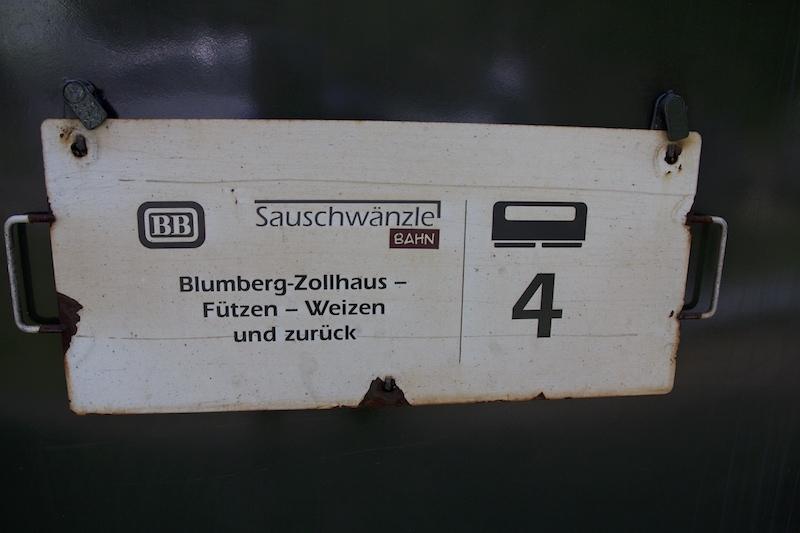 BB
Sauschwänzle
BAHN
Blumberg-Zollhaus –
Fützen – Weizen
und zurück
4